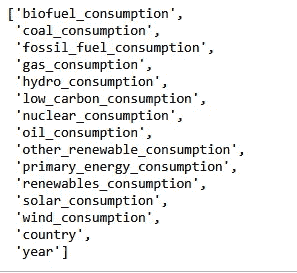 ['biofuel_consumption',
'coal_consumption',
'fossil_fuel_consumption',
'gas_consumption',
'hydro_consumption',
'low_carbon_consumption',
'nuclear_consumption',
'oil_consumption',
'other_renewable_consumption',
'primary_energy_consumption',
'renewables_consumption',
'solar_consumption',
'wind_consumption',
'country',
'year']